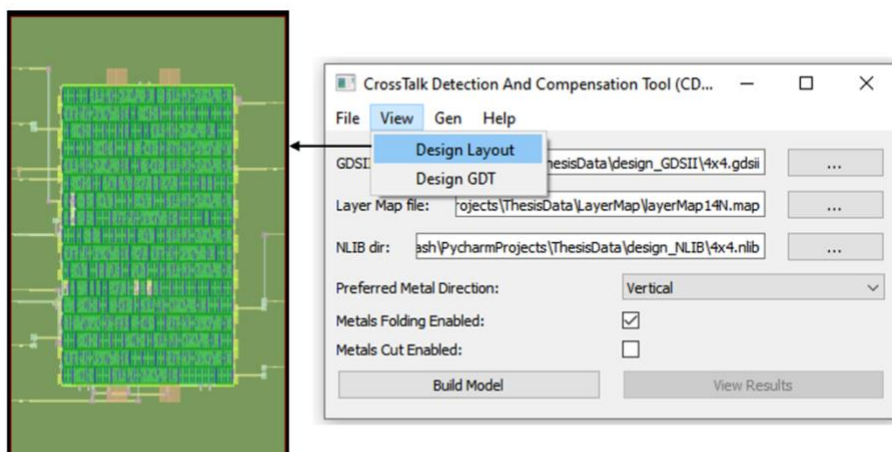 CrossTalk Detection And Compensation Tool (CD...
File View Gen Help
Design Layout
Design GDT
GDSII hesisData\design_GDSII\4x4.gdsii ...
Layer Map file: ojects\ThesisData\LayerMap\layerMap14N.map ...
NLIB dir: ash\PycharmProjects\ThesisData\design_NLIB\4x4.nlib ...
Preferred Metal Direction: Vertical
Metals Folding Enabled:
Metals Cut Enabled:
Build Model View Results